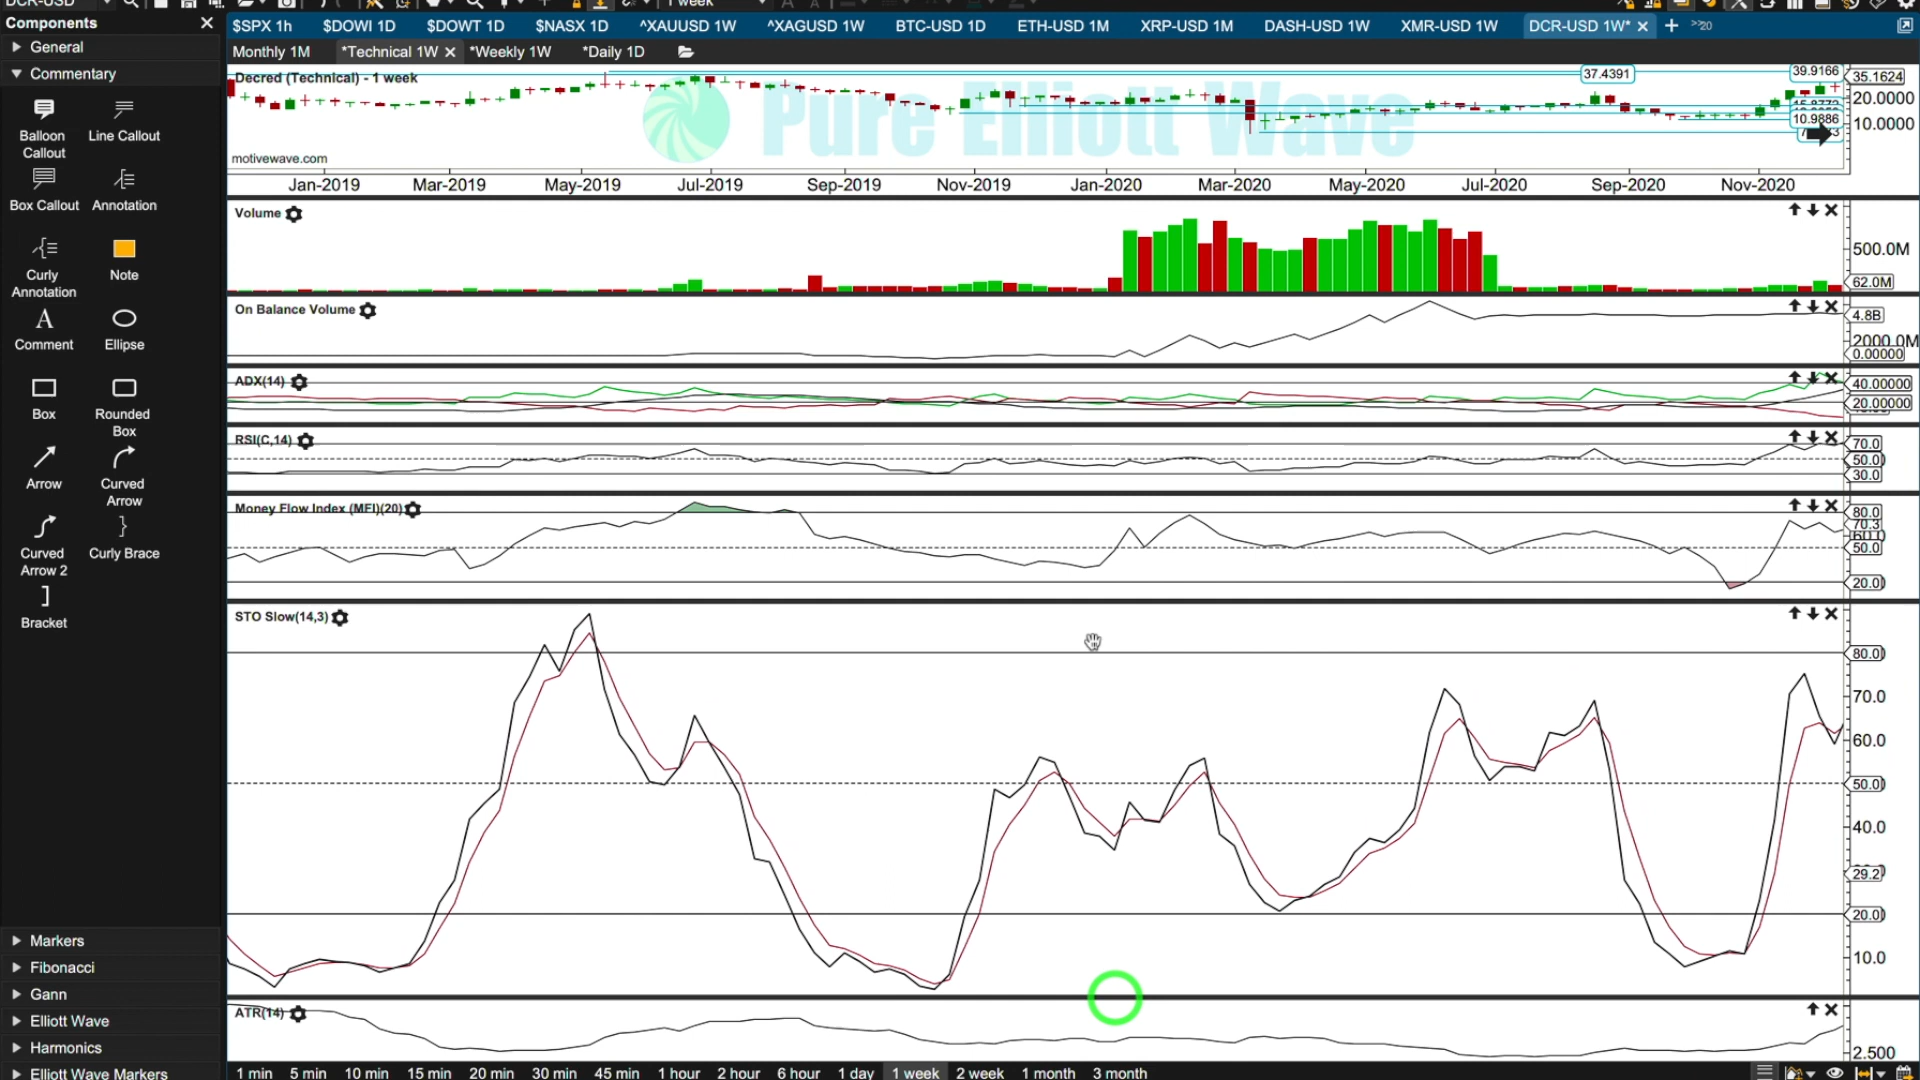 DCR-USD
1 week
Components
$SPX 1h $DOWI 1D $DOWT 1D $NASX 1D ^XAUUSD 1W ^XAGUSD 1W BTC-USD 1D ETH-USD 1M XRP-USD 1M DASH-USD 1W XMR-USD 1W DCR-USD 1W* 20
General
Monthly 1M *Technical 1W *Weekly 1W *Daily 1D
Commentary
Balloon Callout
Line Callout
Box Callout
Annotation
Curly Annotation
Note
Comment
Ellipse
Box
Rounded Box
Arrow
Curved Arrow
Curved Arrow 2
Curly Brace
Bracket
Markers
Fibonacci
Gann
Elliott Wave
Harmonics
Elliott Wave Markers
Decred (Technical) - 1 week
Pure Elliott Wave
37.4391
39.9166
35.1624
20.0000
10.9886
10.0000
motivewave.com
Jan-2019 Mar-2019 May-2019 Jul-2019 Sep-2019 Nov-2019 Jan-2020 Mar-2020 May-2020 Jul-2020 Sep-2020 Nov-2020
Volume
500.0M
62.0M
On Balance Volume
4.8B
2000.0M
0.00000
ADX(14)
40.00000
20.00000
RSI(C,14)
70.0
50.0
30.0
Money Flow Index (MFI)(20)
80.0
70.3
50.0
20.0
STO Slow(14,3)
80.0
70.0
60.0
50.0
40.0
29.2
20.0
10.0
ATR(14)
2.500
1 min 5 min 10 min 15 min 20 min 30 min 45 min 1 hour 2 hour 6 hour 1 day 1 week 2 week 1 month 3 month